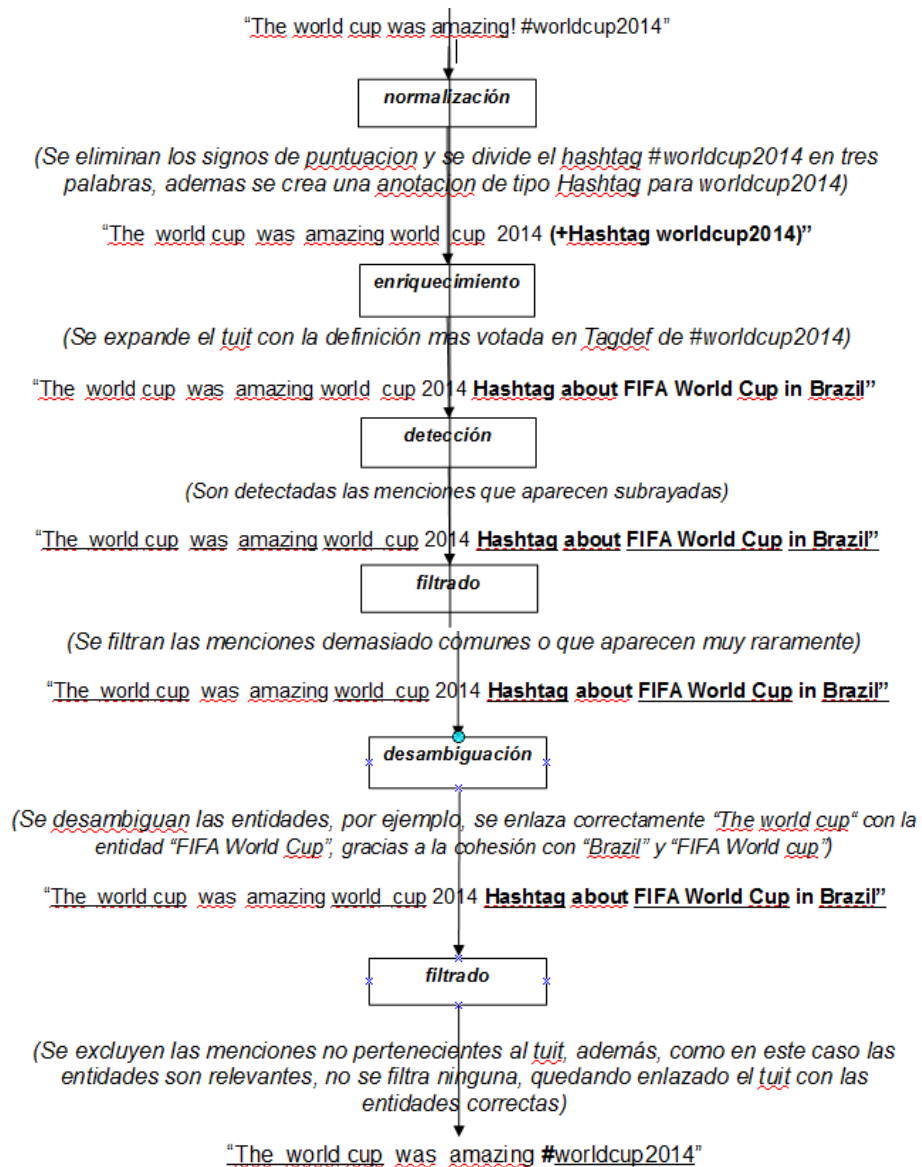 “The world cup was amazing! #worldcup2014”
normalización
(Se eliminan los signos de puntuacion y se divide el hashtag #worldcup2014 en tres
palabras, ademas se crea una anotacion de tipo Hashtag para worldcup2014)
“The world cup was amazing world cup 2014 (+Hashtag worldcup2014)”
enriquecimiento
(Se expande el tuit con la definición mas votada en Tagdef de #worldcup2014)
“The world cup was amazing world cup 2014 Hashtag about FIFA World Cup in Brazil”
detección
(Son detectadas las menciones que aparecen subrayadas)
“The world cup was amazing world cup 2014 Hashtag about FIFA World Cup in Brazil”
filtrado
(Se filtran las menciones demasiado comunes o que aparecen muy raramente)
“The world cup was amazing world cup 2014 Hashtag about FIFA World Cup in Brazil”
desambiguación
(Se desambiguan las entidades, por ejemplo, se enlaza correctamente “The world cup“ con la
entidad “FIFA World Cup”, gracias a la cohesión con “Brazil” y “FIFA World cup”)
“The world cup was amazing world cup 2014 Hashtag about FIFA World Cup in Brazil”
filtrado
(Se excluyen las menciones no pertenecientes al tuit, además, como en este caso las
entidades son relevantes, no se filtra ninguna, quedando enlazado el tuit con las
entidades correctas)
“The world cup was amazing #worldcup2014”